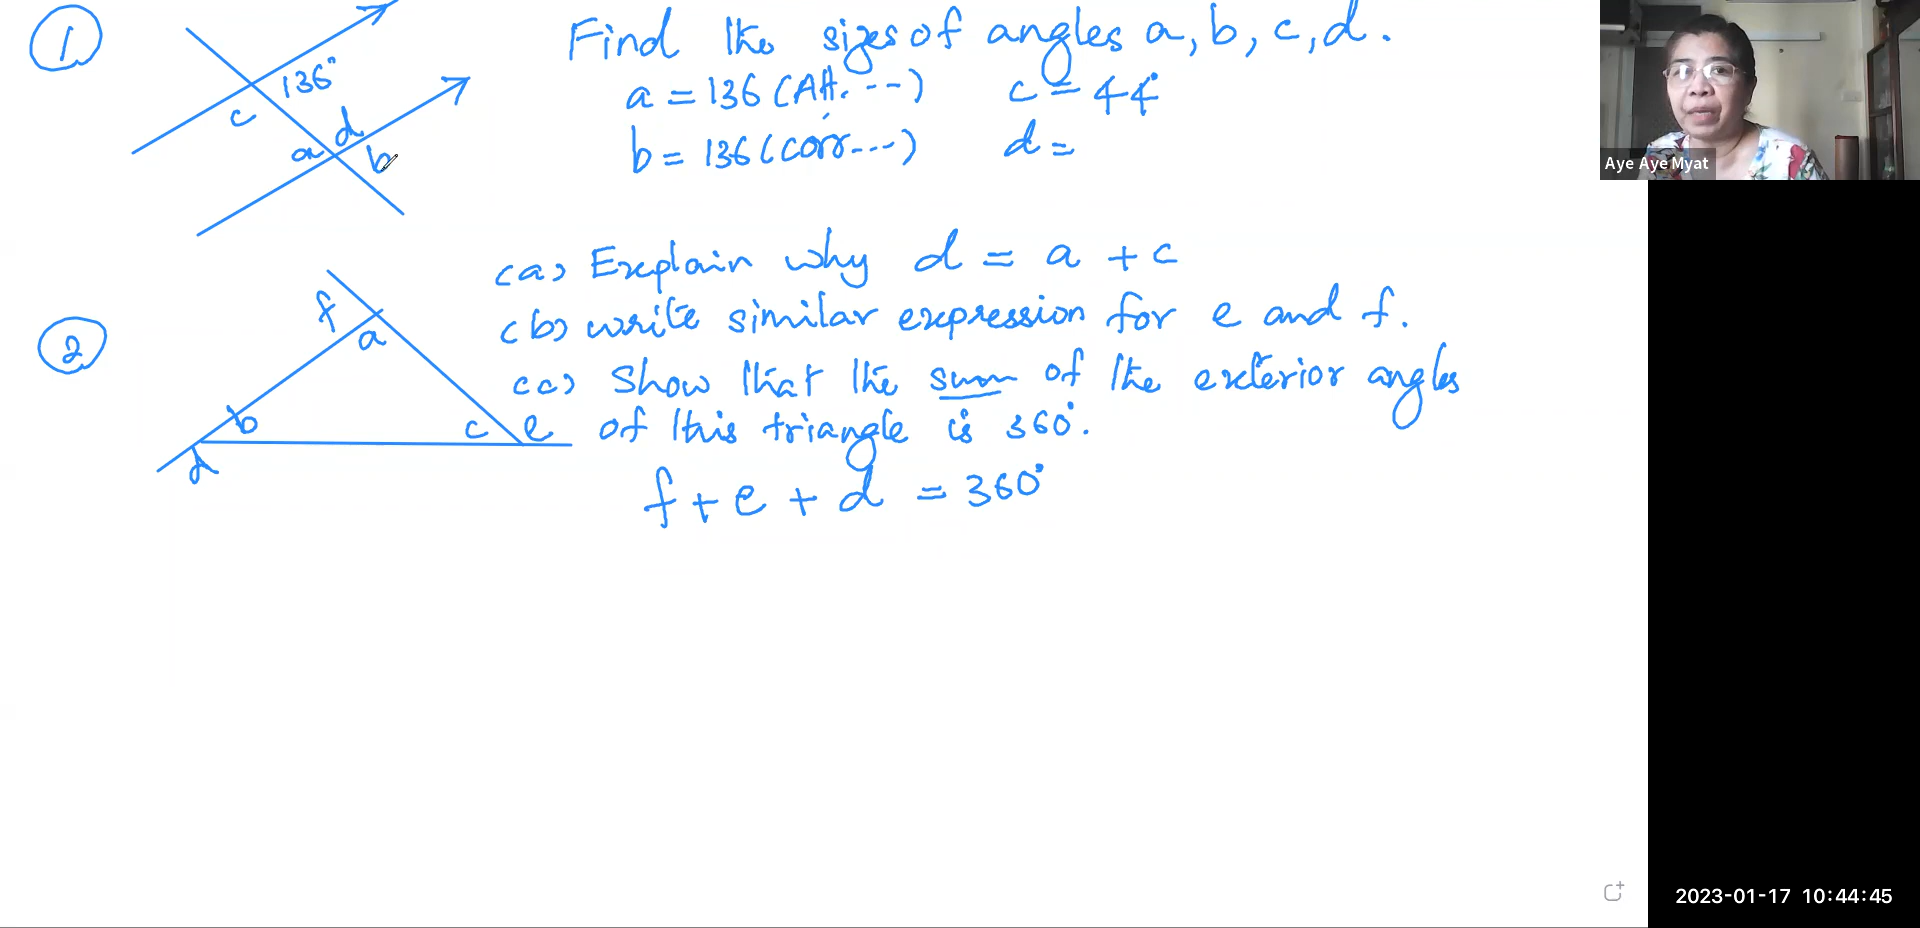 1
Find the sizes of angles a, b, c, d.
136°
c
d
a
b
a = 136 (Alt. ---)
c = 44°
b = 136 (corr ---)
d =
Aye Aye Myat
2
(a) Explain why d = a + c
(b) write similar expression for e and f.
(c) Show that the sum of the exterior angles
of this triangle is 360°.
f + e + d = 360°
f
a
b
c
e
d
2023-01-17 10:44:45